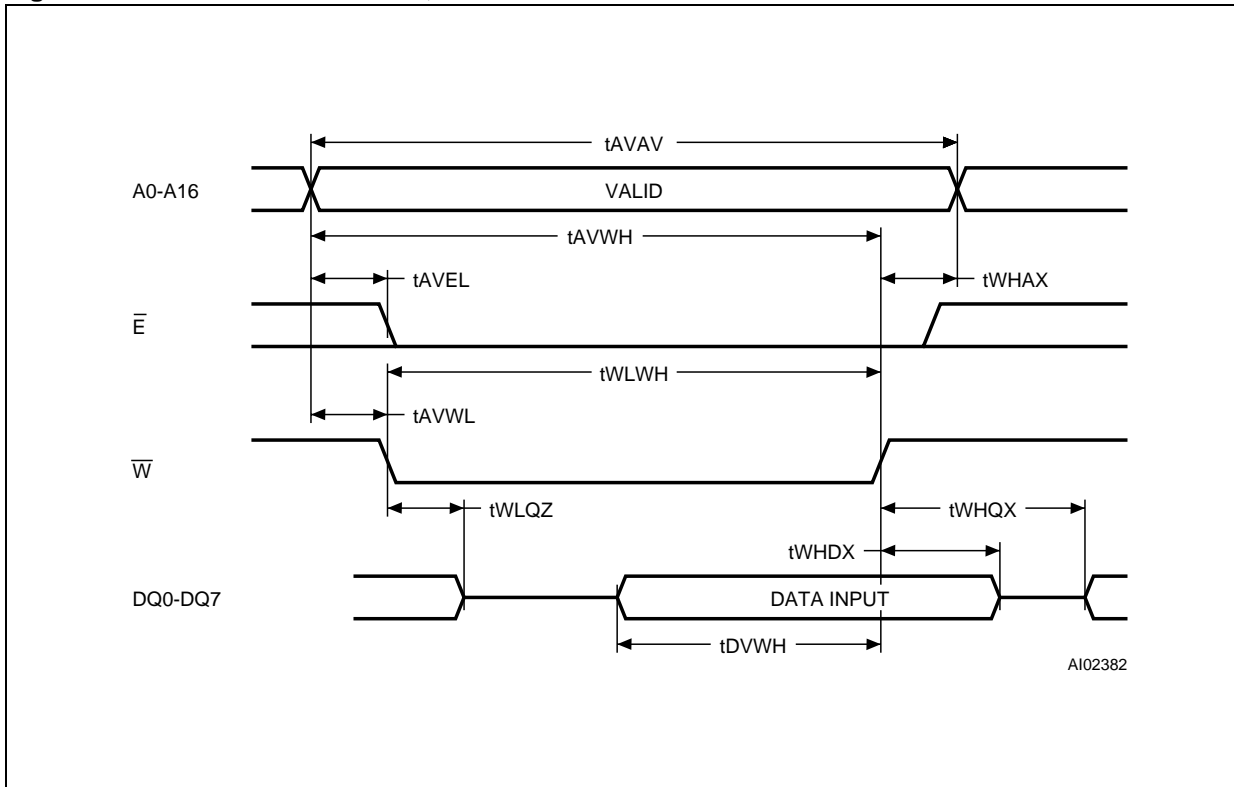 tAVAV
A0-A16
VALID
tAVWH
tAVEL
tWHAX
E̅
tWLWH
tAVWL
W̅
tWLQZ
tWHQX
tWHDX
DQ0-DQ7
DATA INPUT
tDVWH
AI02382